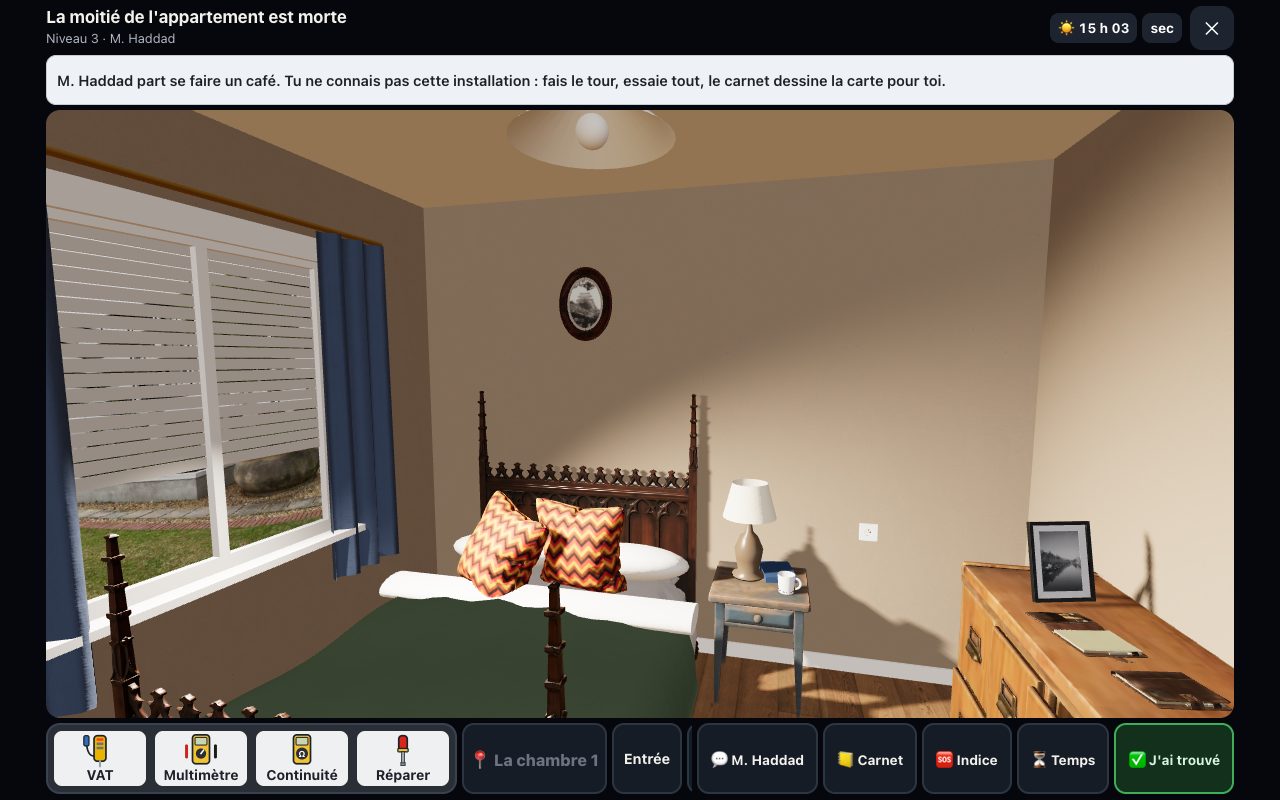 La moitié de l'appartement est morte
Niveau 3 · M. Haddad
15 h 03
sec
M. Haddad part se faire un café. Tu ne connais pas cette installation : fais le tour, essaie tout, le carnet dessine la carte pour toi.
VAT
Multimètre
Continuité
Réparer
La chambre 1
Entrée
M. Haddad
Carnet
SOS
Indice
Temps
J'ai trouvé